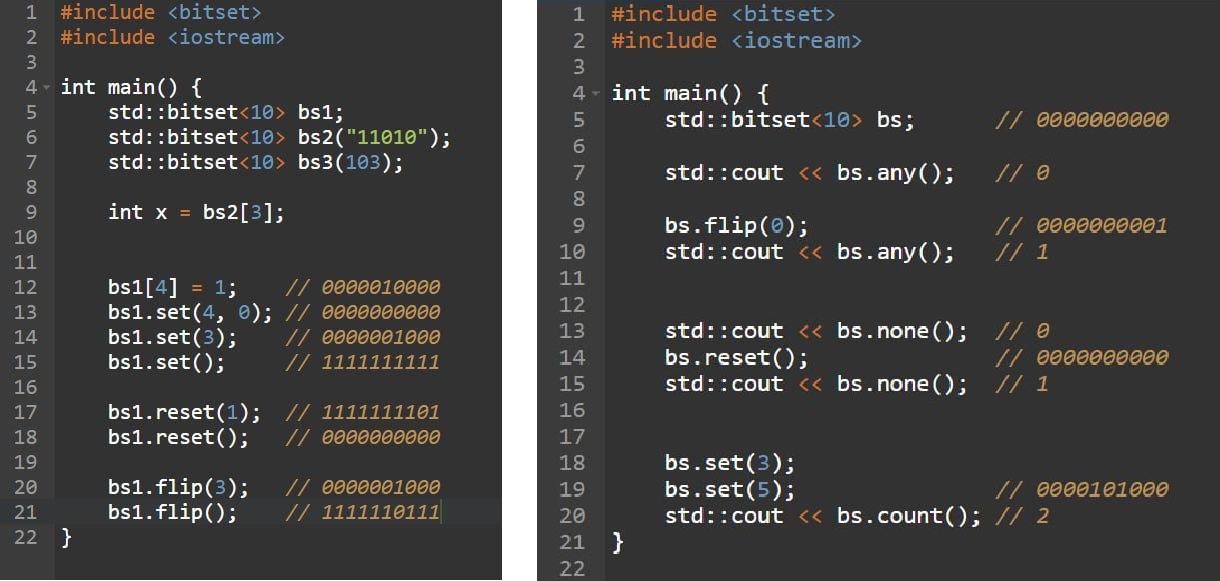 1 #include <bitset>
2 #include <iostream>
3
4 int main() {
5     std::bitset<10> bs1;
6     std::bitset<10> bs2("11010");
7     std::bitset<10> bs3(103);
8
9     int x = bs2[3];
10
11
12     bs1[4] = 1;    // 0000010000
13     bs1.set(4, 0); // 0000000000
14     bs1.set(3);    // 0000001000
15     bs1.set();     // 1111111111
16
17     bs1.reset(1);  // 1111111101
18     bs1.reset();   // 0000000000
19
20     bs1.flip(3);   // 0000001000
21     bs1.flip();    // 1111110111
22 }
1 #include <bitset>
2 #include <iostream>
3
4 int main() {
5     std::bitset<10> bs;      // 0000000000
6
7     std::cout << bs.any();   // 0
8
9     bs.flip(0);              // 0000000001
10     std::cout << bs.any();   // 1
11
12
13     std::cout << bs.none();  // 0
14     bs.reset();              // 0000000000
15     std::cout << bs.none();  // 1
16
17
18     bs.set(3);
19     bs.set(5);               // 0000101000
20     std::cout << bs.count(); // 2
21 }
22